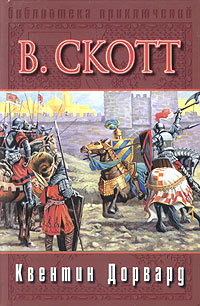 библиотека приключений
В. СКОТТ
Квентин Дорвард